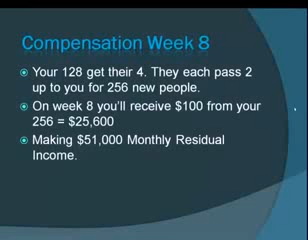 Compensation Week 8
Your 128 get their 4. They each pass 2
up to you for 256 new people.
On week 8 you'll receive $100 from your
256 = $25,600
Making $51,000 Monthly Residual
Income.